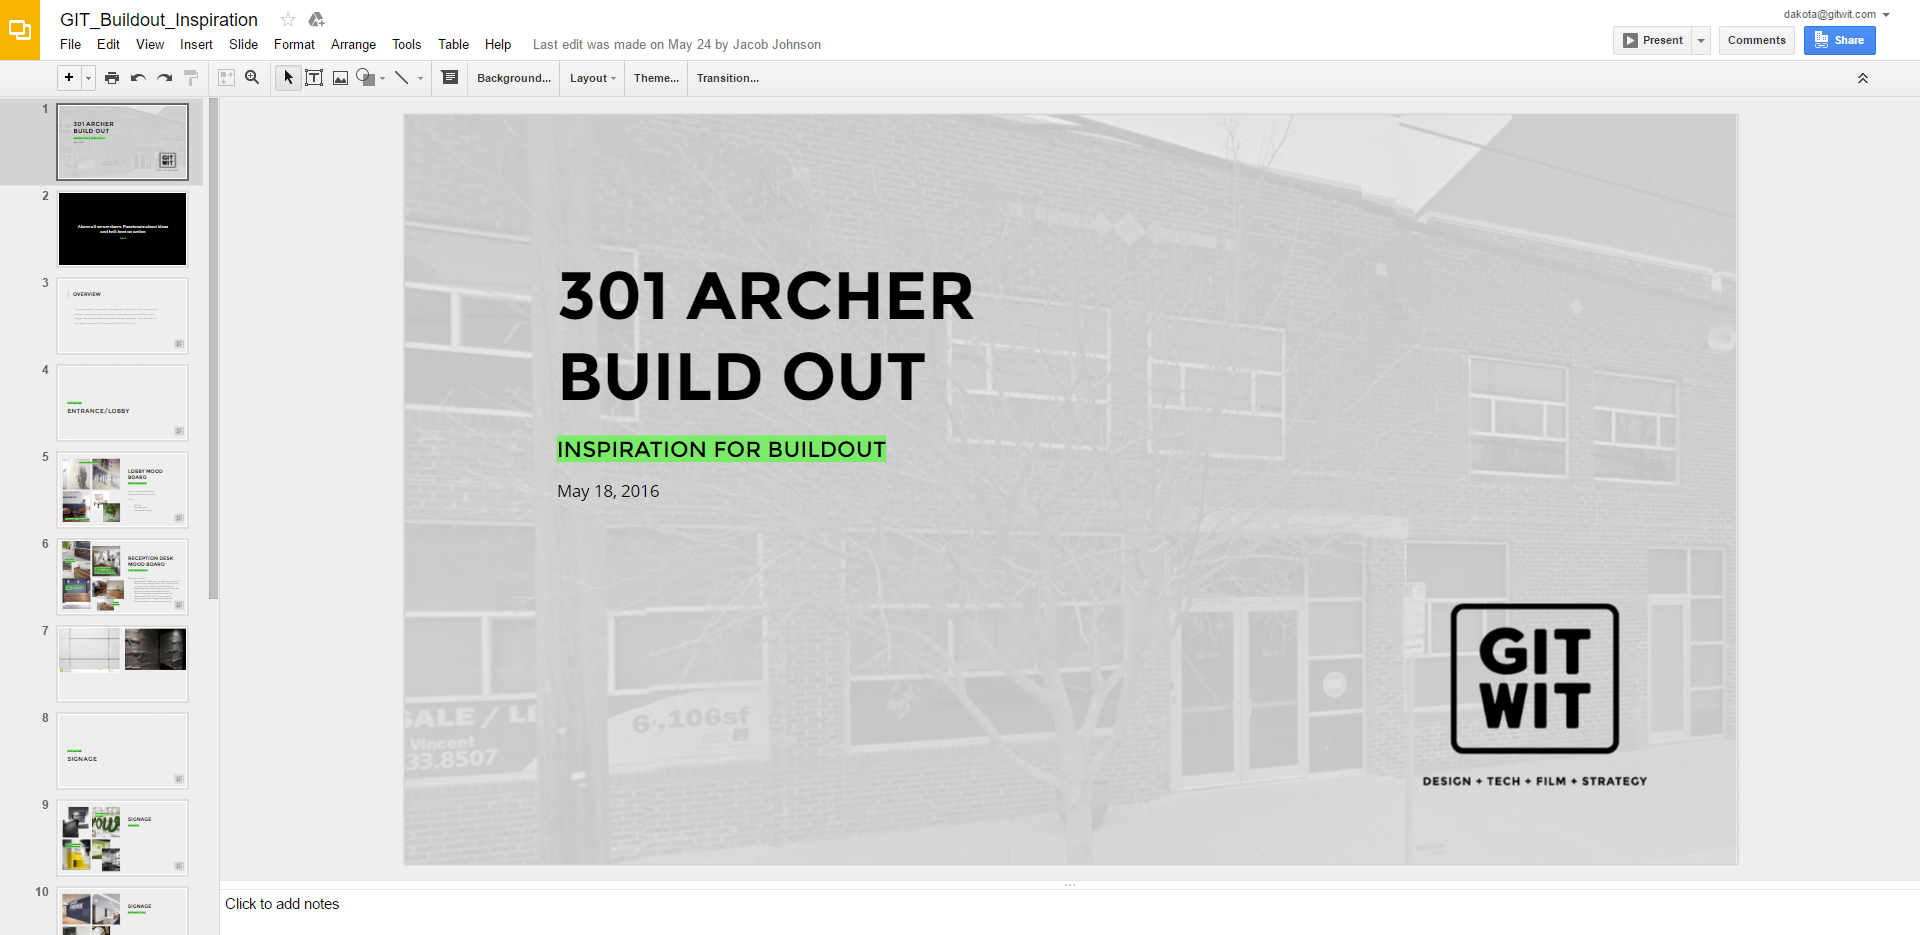 GIT_Buildout_Inspiration
dakota@gitwit.com
File Edit View Insert Slide Format Arrange Tools Table Help Last edit was made on May 24 by Jacob Johnson
Present Comments Share
Background... Layout Theme... Transition...
1
301 ARCHER
BUILD OUT
GIT
WIT
2
3
OVERVIEW
4
ENTRANCE/LOBBY
5
LOBBY MOOD
BOARD
6
RECEPTION DESK
MOOD BOARD
7
8
SIGNAGE
9
SIGNAGE
10
SIGNAGE
301 ARCHER
BUILD OUT
INSPIRATION FOR BUILDOUT
May 18, 2016
SALE / LE
Vincent
33.8507
6,106sf
GIT
WIT
DESIGN + TECH + FILM + STRATEGY
Click to add notes